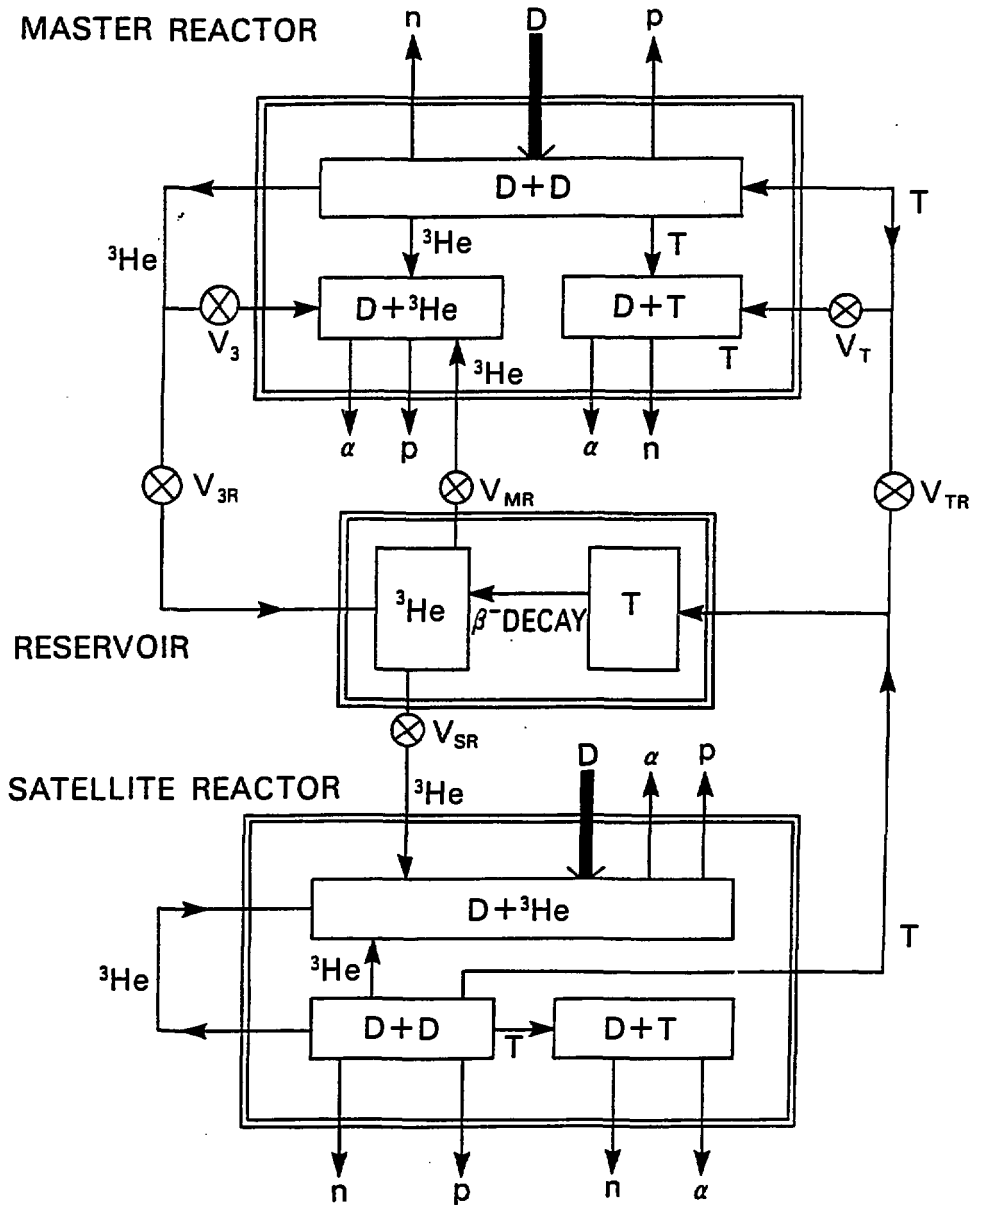 MASTER REACTOR
n
D
p
D+D
T
³He
T
³He
D+³He
D+T
V₃
V_T
T
³He
α
p
α
n
V₃R
V_MR
V_TR
³He
β⁻DECAY
T
RESERVOIR
V_SR
SATELLITE REACTOR
³He
D
α
p
D+³He
³He
³He
T
D+D
T
D+T
n
p
n
α